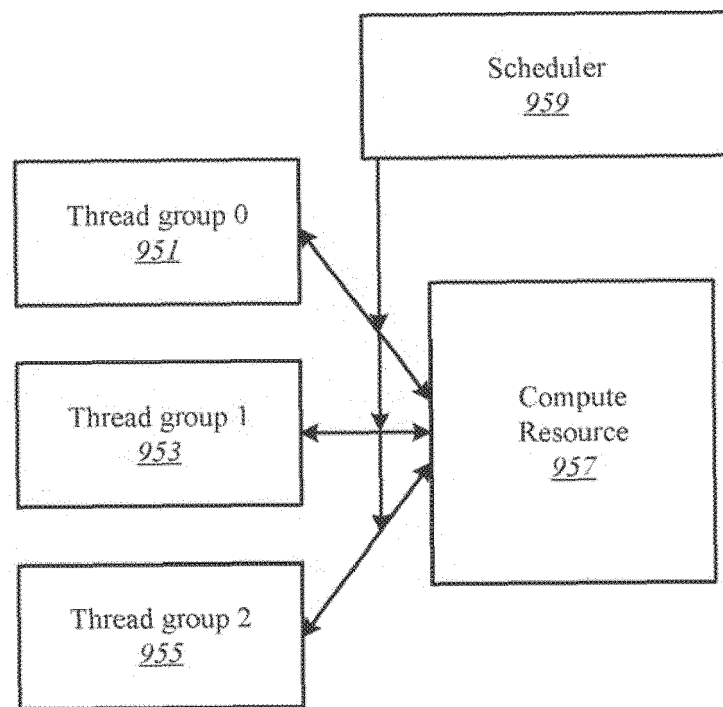 Scheduler
959
Thread group 0
951
Thread group 1
953
Compute
Resource
957
Thread group 2
955